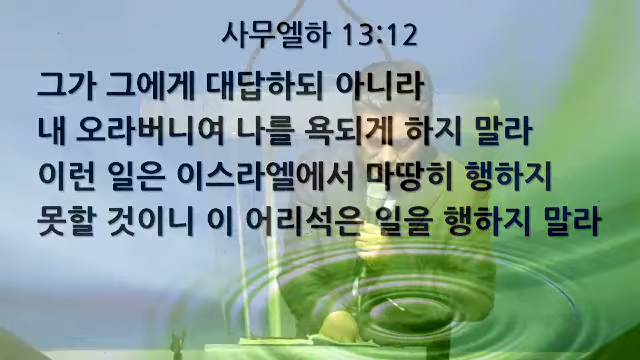 사무엘하 13:12
그가 그에게 대답하되 아니라
내 오라버니여 나를 욕되게 하지 말라
이런 일은 이스라엘에서 마땅히 행하지
못할 것이니 이 어리석은 일을 행하지 말라